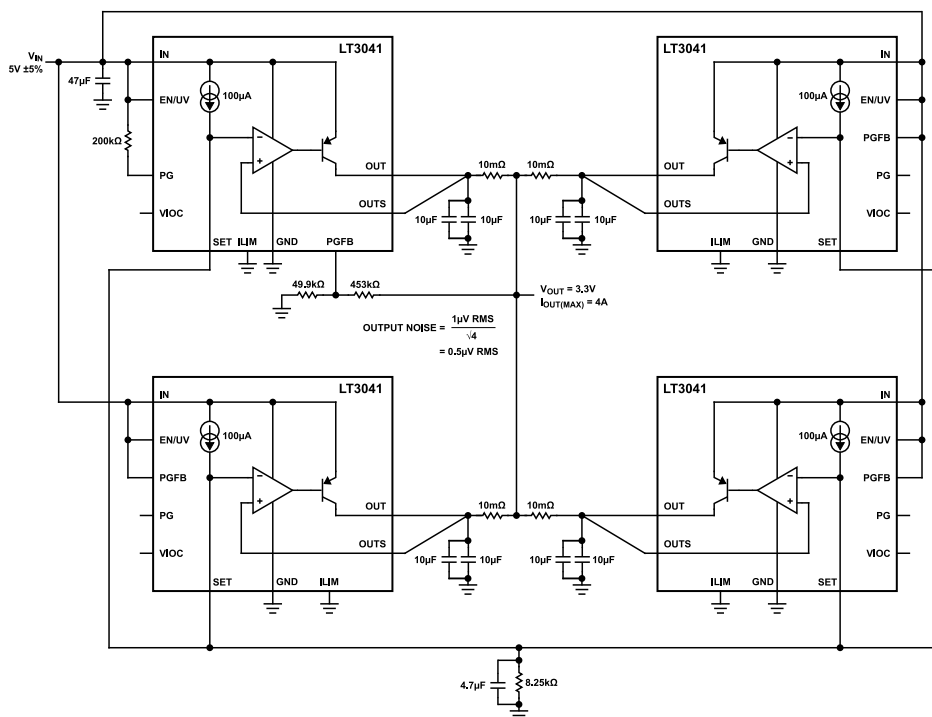 LT3041
IN
VIN
5V ±5%
47µF
EN/UV
100µA
200kΩ
PG
VIOC
–
+
OUT
OUTS
SET
ILIM
GND
PGFB
10mΩ
10mΩ
10µF
10µF
10µF
10µF
LT3041
IN
EN/UV
100µA
PGFB
PG
VIOC
–
+
OUT
OUTS
ILIM
GND
SET
49.9kΩ
453kΩ
VOUT = 3.3V
IOUT(MAX) = 4A
OUTPUT NOISE = 1µV RMS
√4
= 0.5µV RMS
LT3041
IN
EN/UV
100µA
PGFB
PG
VIOC
–
+
OUT
OUTS
SET
GND
ILIM
10mΩ
10mΩ
10µF
10µF
10µF
10µF
LT3041
IN
EN/UV
100µA
PGFB
PG
VIOC
–
+
OUT
OUTS
ILIM
GND
SET
4.7µF
8.25kΩ